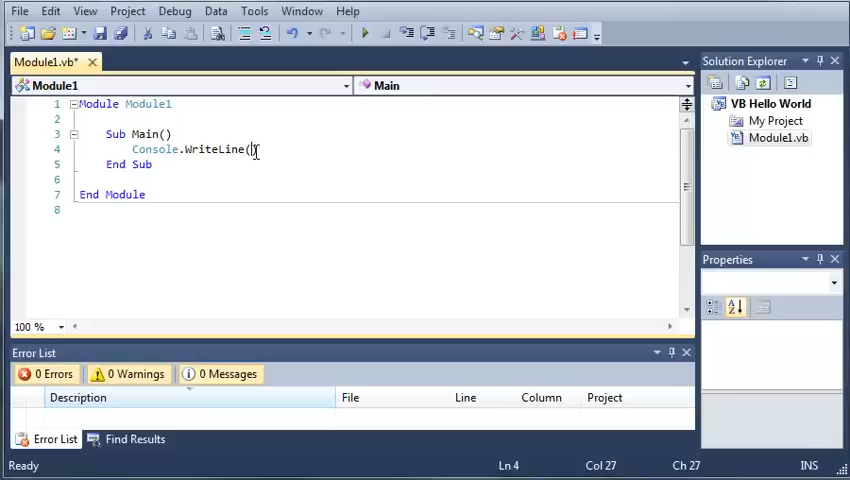 File Edit View Project Debug Data Tools Window Help
Module1.vb*
Module1 Main
1 Module Module1
2
3 Sub Main()
4 Console.WriteLine()
5 End Sub
6
7 End Module
8
100 %
Solution Explorer
VB Hello World
My Project
Module1.vb
Properties
A
Z
Error List
0 Errors 0 Warnings 0 Messages
Description File Line Column Project
Error List Find Results
Ready Ln 4 Col 27 Ch 27 INS